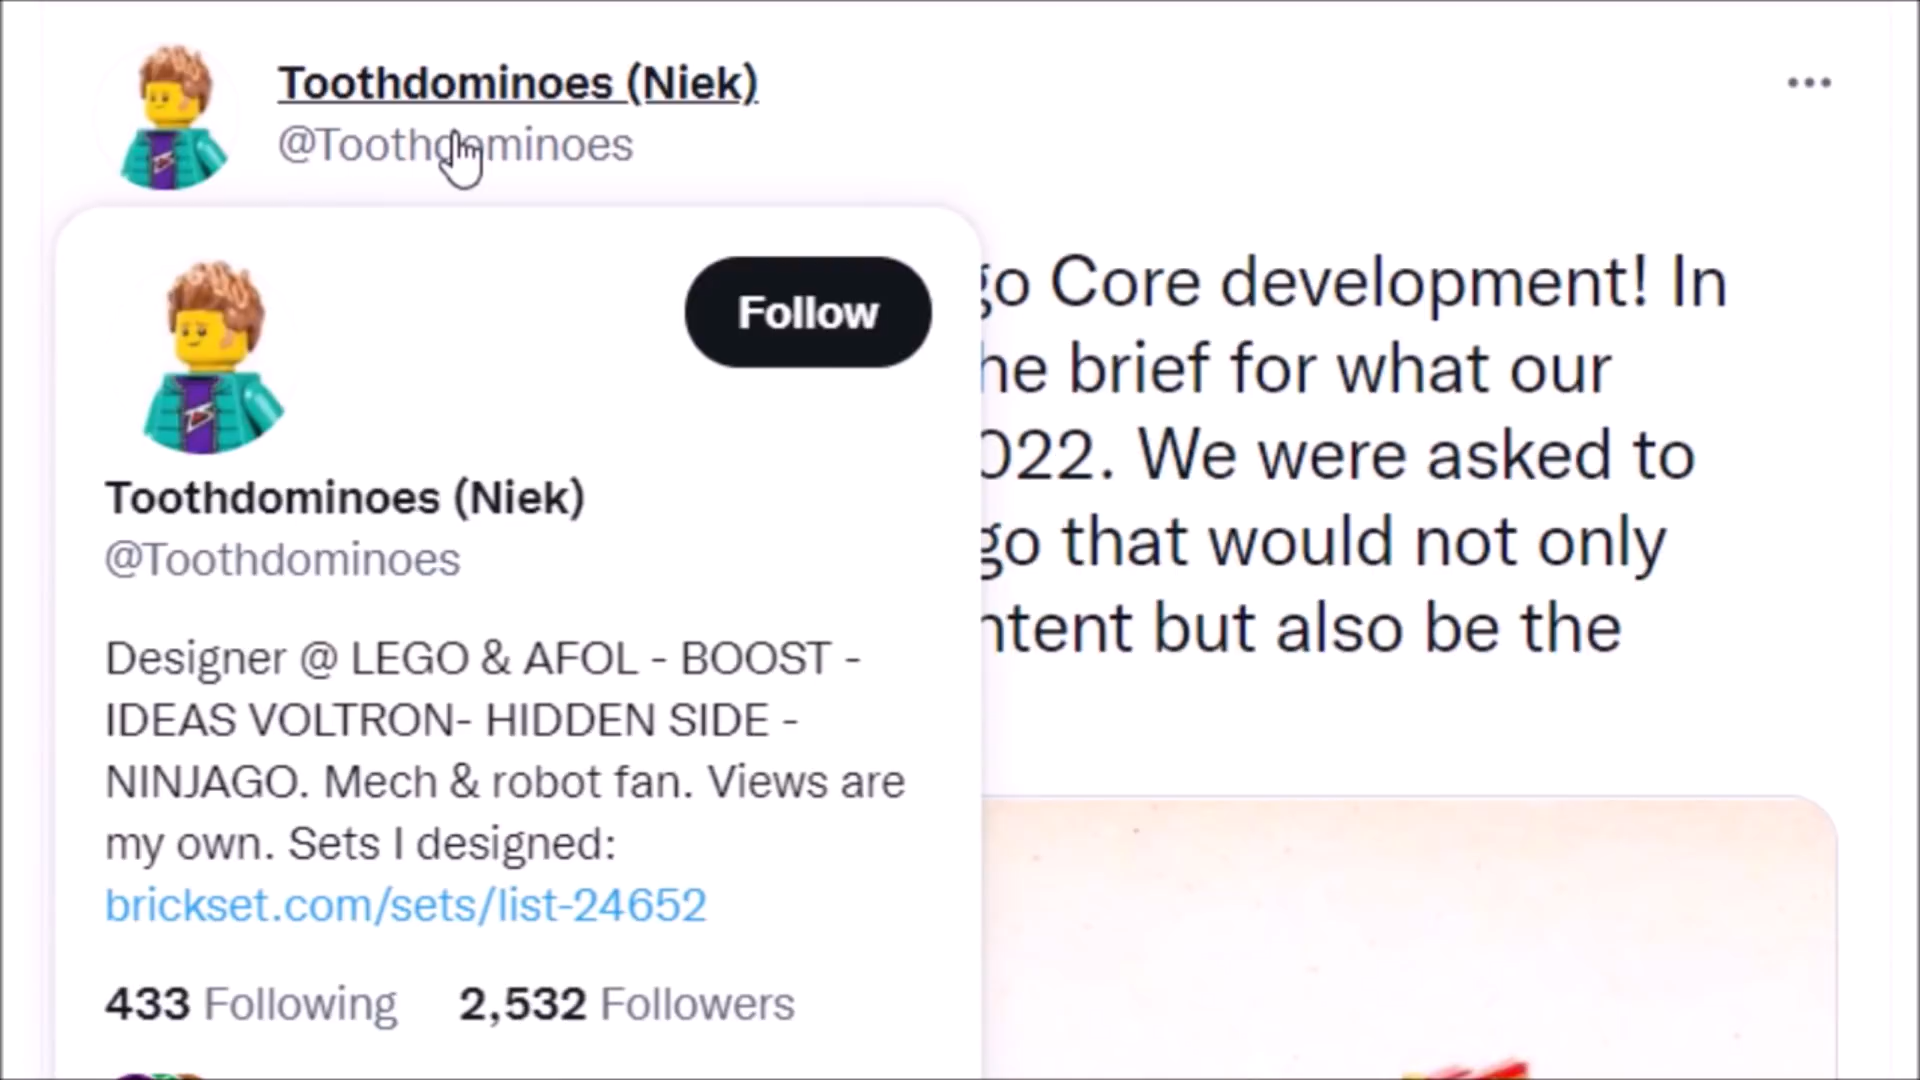 Toothdominoes (Niek)
@Toothdominoes
Follow
Toothdominoes (Niek)
@Toothdominoes
Designer @ LEGO & AFOL - BOOST -
IDEAS VOLTRON- HIDDEN SIDE -
NINJAGO. Mech & robot fan. Views are
my own. Sets I designed:
brickset.com/sets/list-24652
433 Following 2,532 Followers
go Core development! In
he brief for what our
022. We were asked to
go that would not only
ntent but also be the